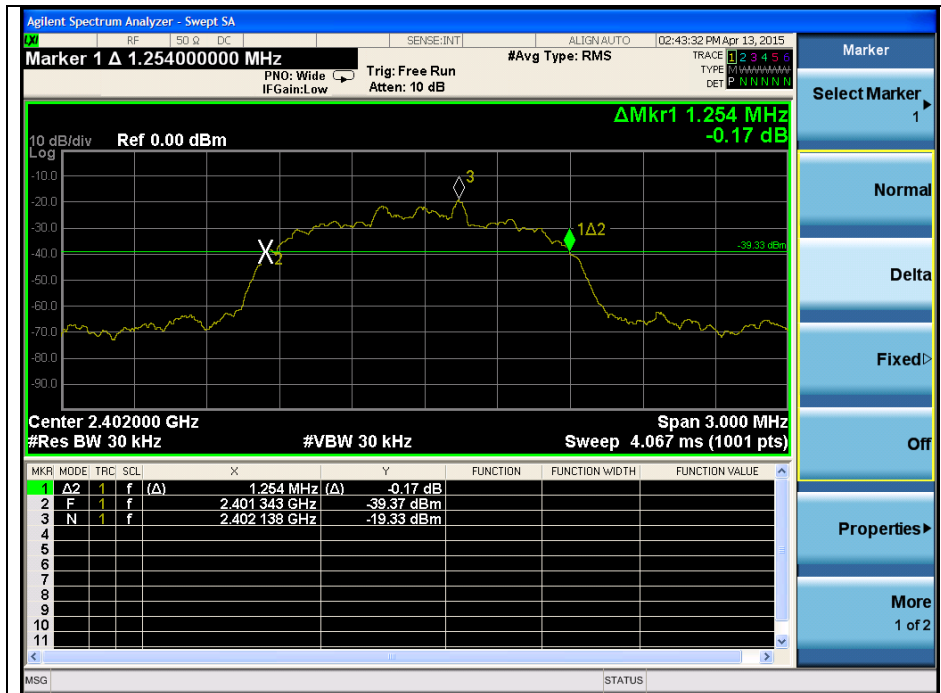 Agilent Spectrum Analyzer - Swept SA
LXI RF 50 Ω DC SENSE:INT ALIGN AUTO 02:43:32 PM Apr 13, 2015
Marker 1 Δ 1.254000000 MHz
#Avg Type: RMS
TRACE 1 2 3 4 5 6
PNO: Wide Trig: Free Run
TYPE MWWWWW
IFGain:Low Atten: 10 dB
DET P N N N N N
ΔMkr1 1.254 MHz
-0.17 dB
10 dB/div Ref 0.00 dBm
Log
-10.0
-20.0
-30.0
-40.0
-50.0
-60.0
-70.0
-80.0
-90.0
3
1Δ2
2
-39.33 dBm
Center 2.402000 GHz Span 3.000 MHz
#Res BW 30 kHz #VBW 30 kHz Sweep 4.067 ms (1001 pts)
MKR MODE TRC SCL X Y FUNCTION FUNCTION WIDTH FUNCTION VALUE
1 Δ2 1 f (Δ) 1.254 MHz (Δ) -0.17 dB
2 F 1 f 2.401 343 GHz -39.37 dBm
3 N 1 f 2.402 138 GHz -19.33 dBm
4
5
6
7
8
9
10
11
MSG STATUS
Marker
Select Marker
1
Normal
Delta
Fixed
Off
Properties
More
1 of 2